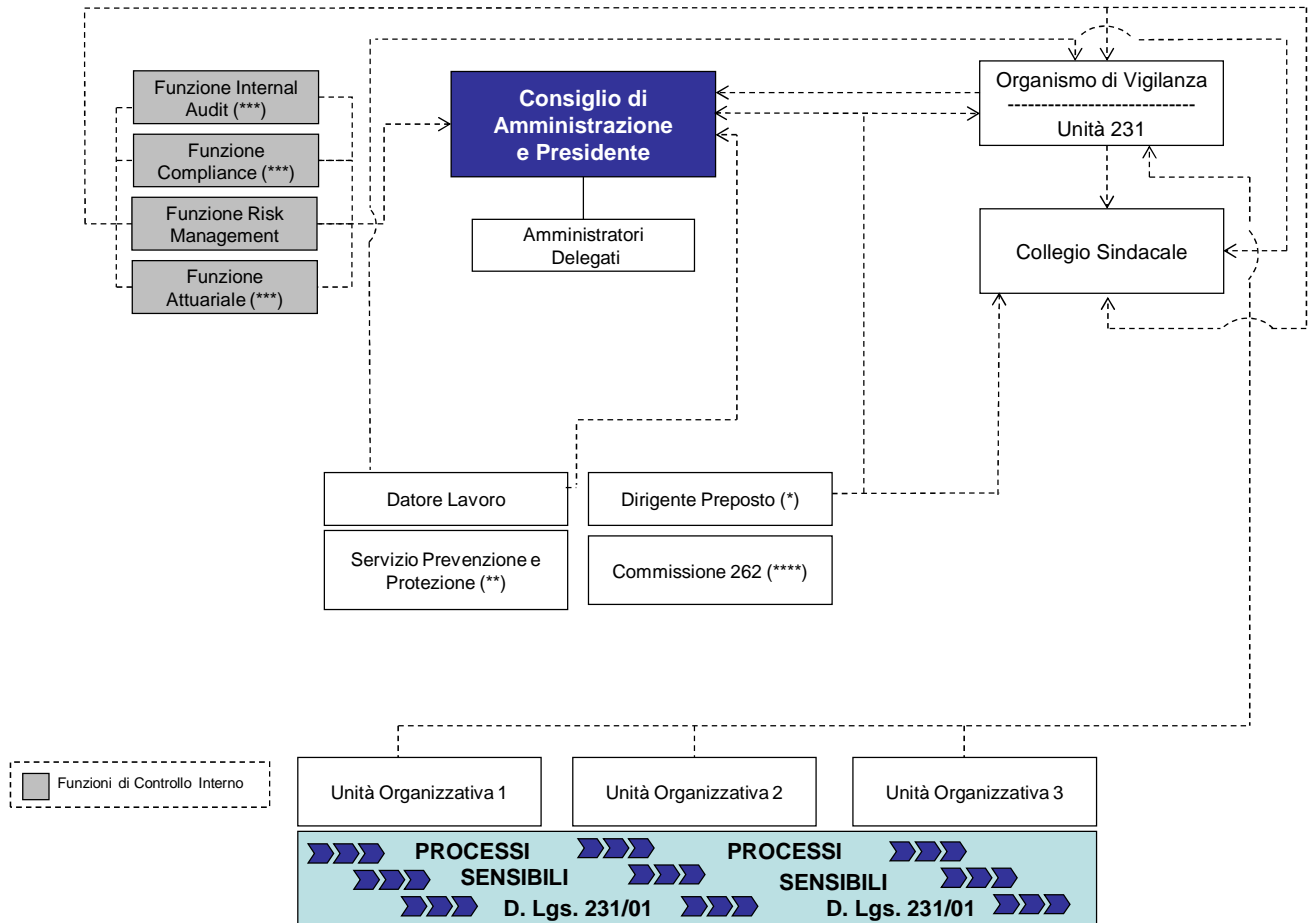 Funzione Internal
Audit (***)
Funzione
Compliance (***)
Funzione Risk
Management
Funzione
Attuariale (***)
Consiglio di
Amministrazione
e Presidente
Amministratori
Delegati
Organismo di Vigilanza
----------------------------
Unità 231
Collegio Sindacale
Datore Lavoro
Dirigente Preposto (*)
Servizio Prevenzione e
Protezione (**)
Commissione 262 (****)
Funzioni di Controllo Interno
Unità Organizzativa 1
Unità Organizzativa 2
Unità Organizzativa 3
PROCESSI
SENSIBILI
D. Lgs. 231/01
PROCESSI
SENSIBILI
D. Lgs. 231/01